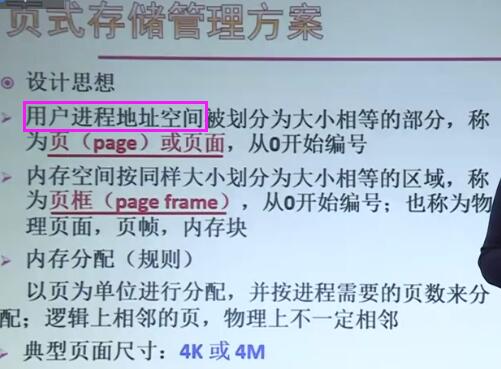 页式存储管理方案
设计思想
用户进程地址空间被划分为大小相等的部分，称
为页（page）或页面，从0开始编号
内存空间按同样大小划分为大小相等的区域，称
为页框（page frame），从0开始编号；也称为物
理页面，页帧，内存块
内存分配（规则）
以页为单位进行分配，并按进程需要的页数来分
配；逻辑上相邻的页，物理上不一定相邻
典型页面尺寸：4K 或 4M